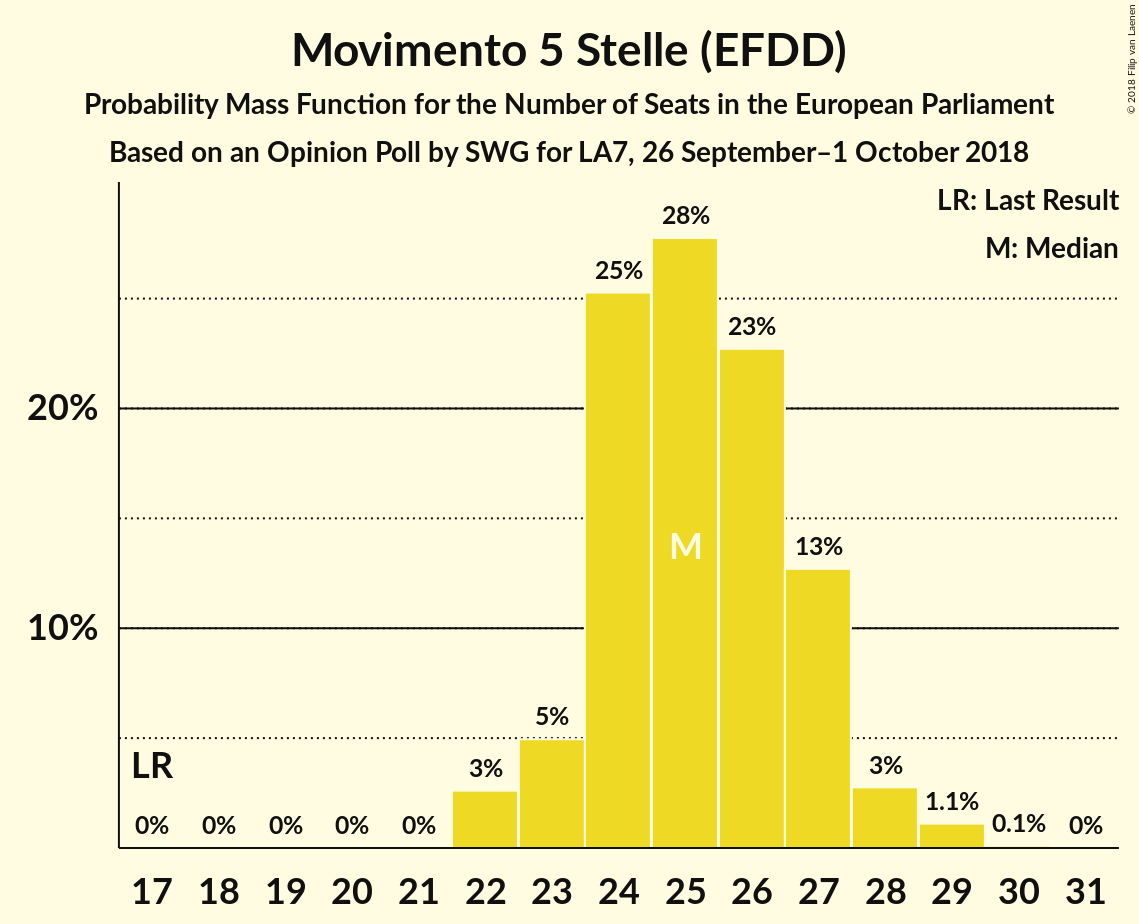 Movimento 5 Stelle (EFDD)
Probability Mass Function for the Number of Seats in the European Parliament
Based on an Opinion Poll by SWG for LA7, 26 September–1 October 2018
© 2018 Filip van Laenen
LR: Last Result
M: Median
28%
25%
23%
20%
M
13%
10%
5%
LR
3%
3%
1.1%
0% 0% 0% 0% 0% 0.1% 0%
17 18 19 20 21 22 23 24 25 26 27 28 29 30 31